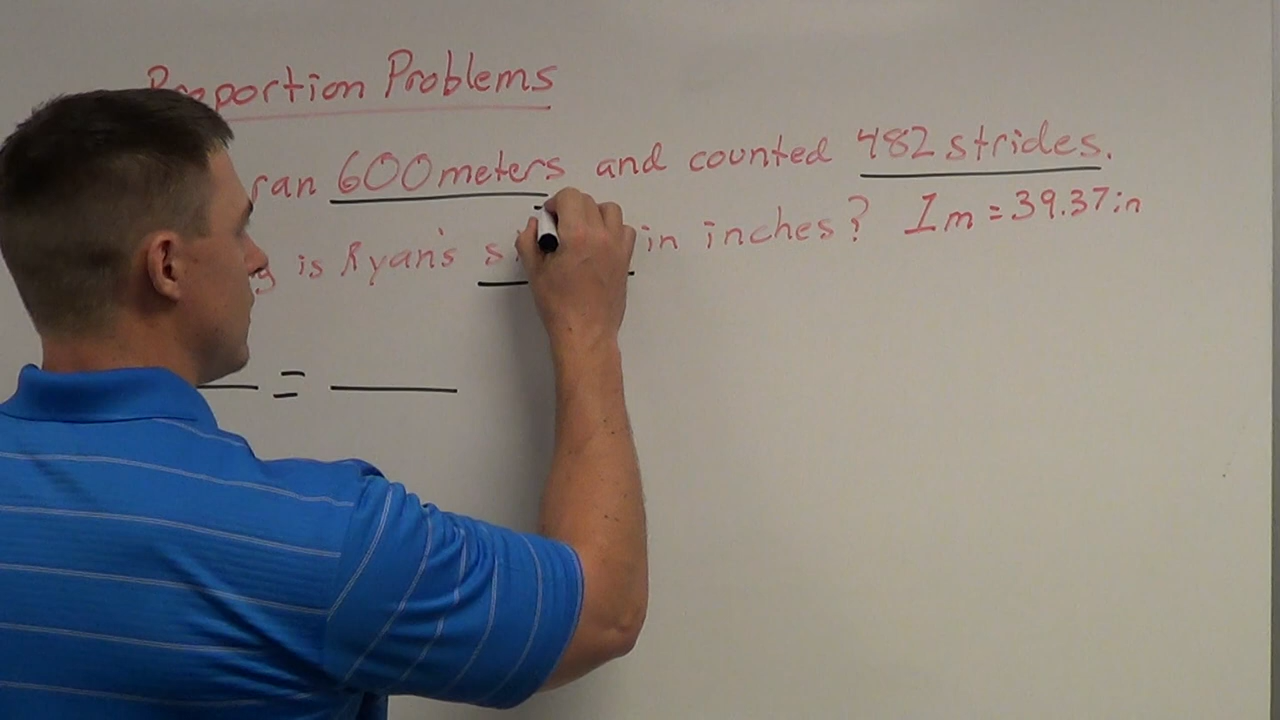 Proportion Problems
ran 600 meters and counted 482 strides.
is Ryan's in inches? 1m = 39.37in
=